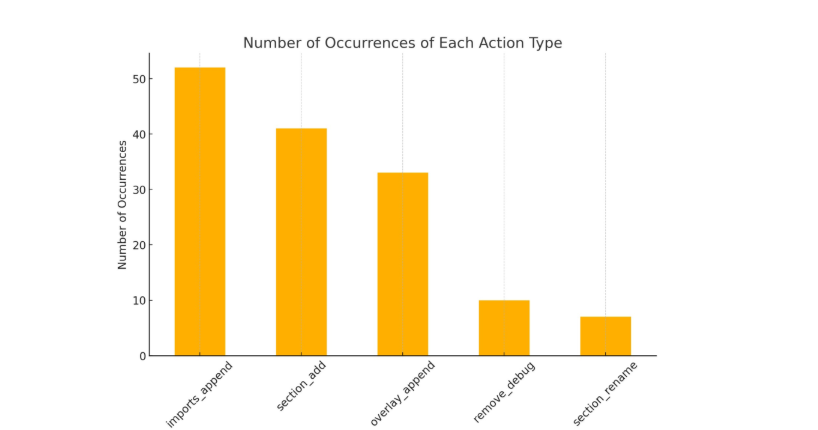 Number of Occurrences of Each Action Type
Number of Occurrences
50
40
30
20
10
0
imports_append
section_add
overlay_append
remove_debug
section_rename